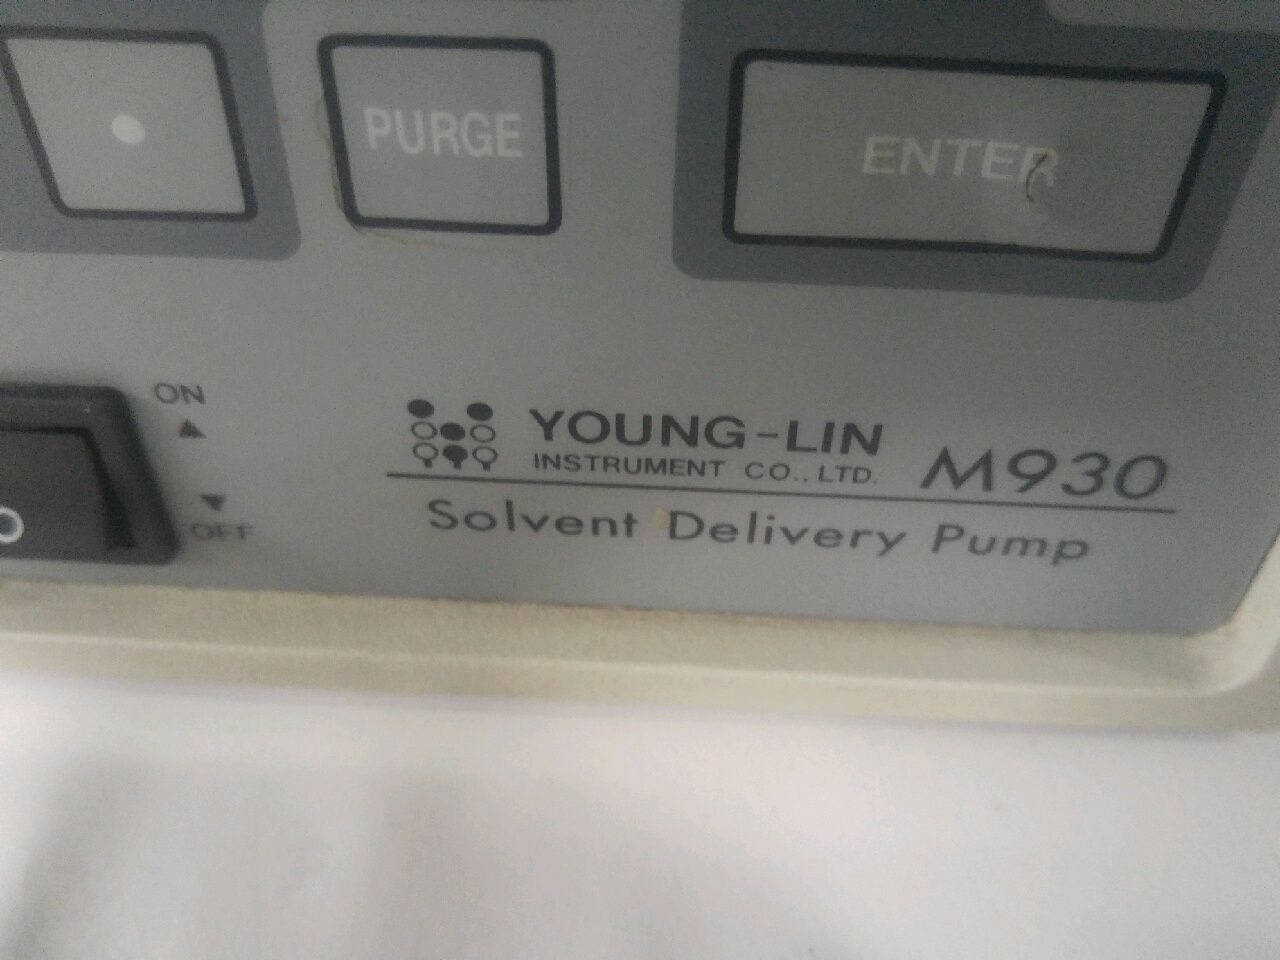 PURGE
ENTER
ON
OFF
YOUNG-LIN
INSTRUMENT CO., LTD.
M930
Solvent Delivery Pump